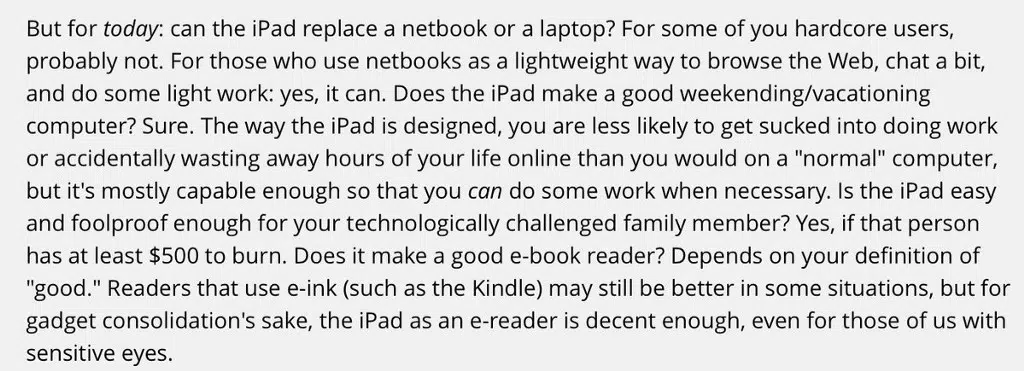 But for today: can the iPad replace a netbook or a laptop? For some of you hardcore users,
probably not. For those who use netbooks as a lightweight way to browse the Web, chat a bit,
and do some light work: yes, it can. Does the iPad make a good weekending/vacationing
computer? Sure. The way the iPad is designed, you are less likely to get sucked into doing work
or accidentally wasting away hours of your life online than you would on a "normal" computer,
but it's mostly capable enough so that you can do some work when necessary. Is the iPad easy
and foolproof enough for your technologically challenged family member? Yes, if that person
has at least $500 to burn. Does it make a good e-book reader? Depends on your definition of
"good." Readers that use e-ink (such as the Kindle) may still be better in some situations, but for
gadget consolidation's sake, the iPad as an e-reader is decent enough, even for those of us with
sensitive eyes.